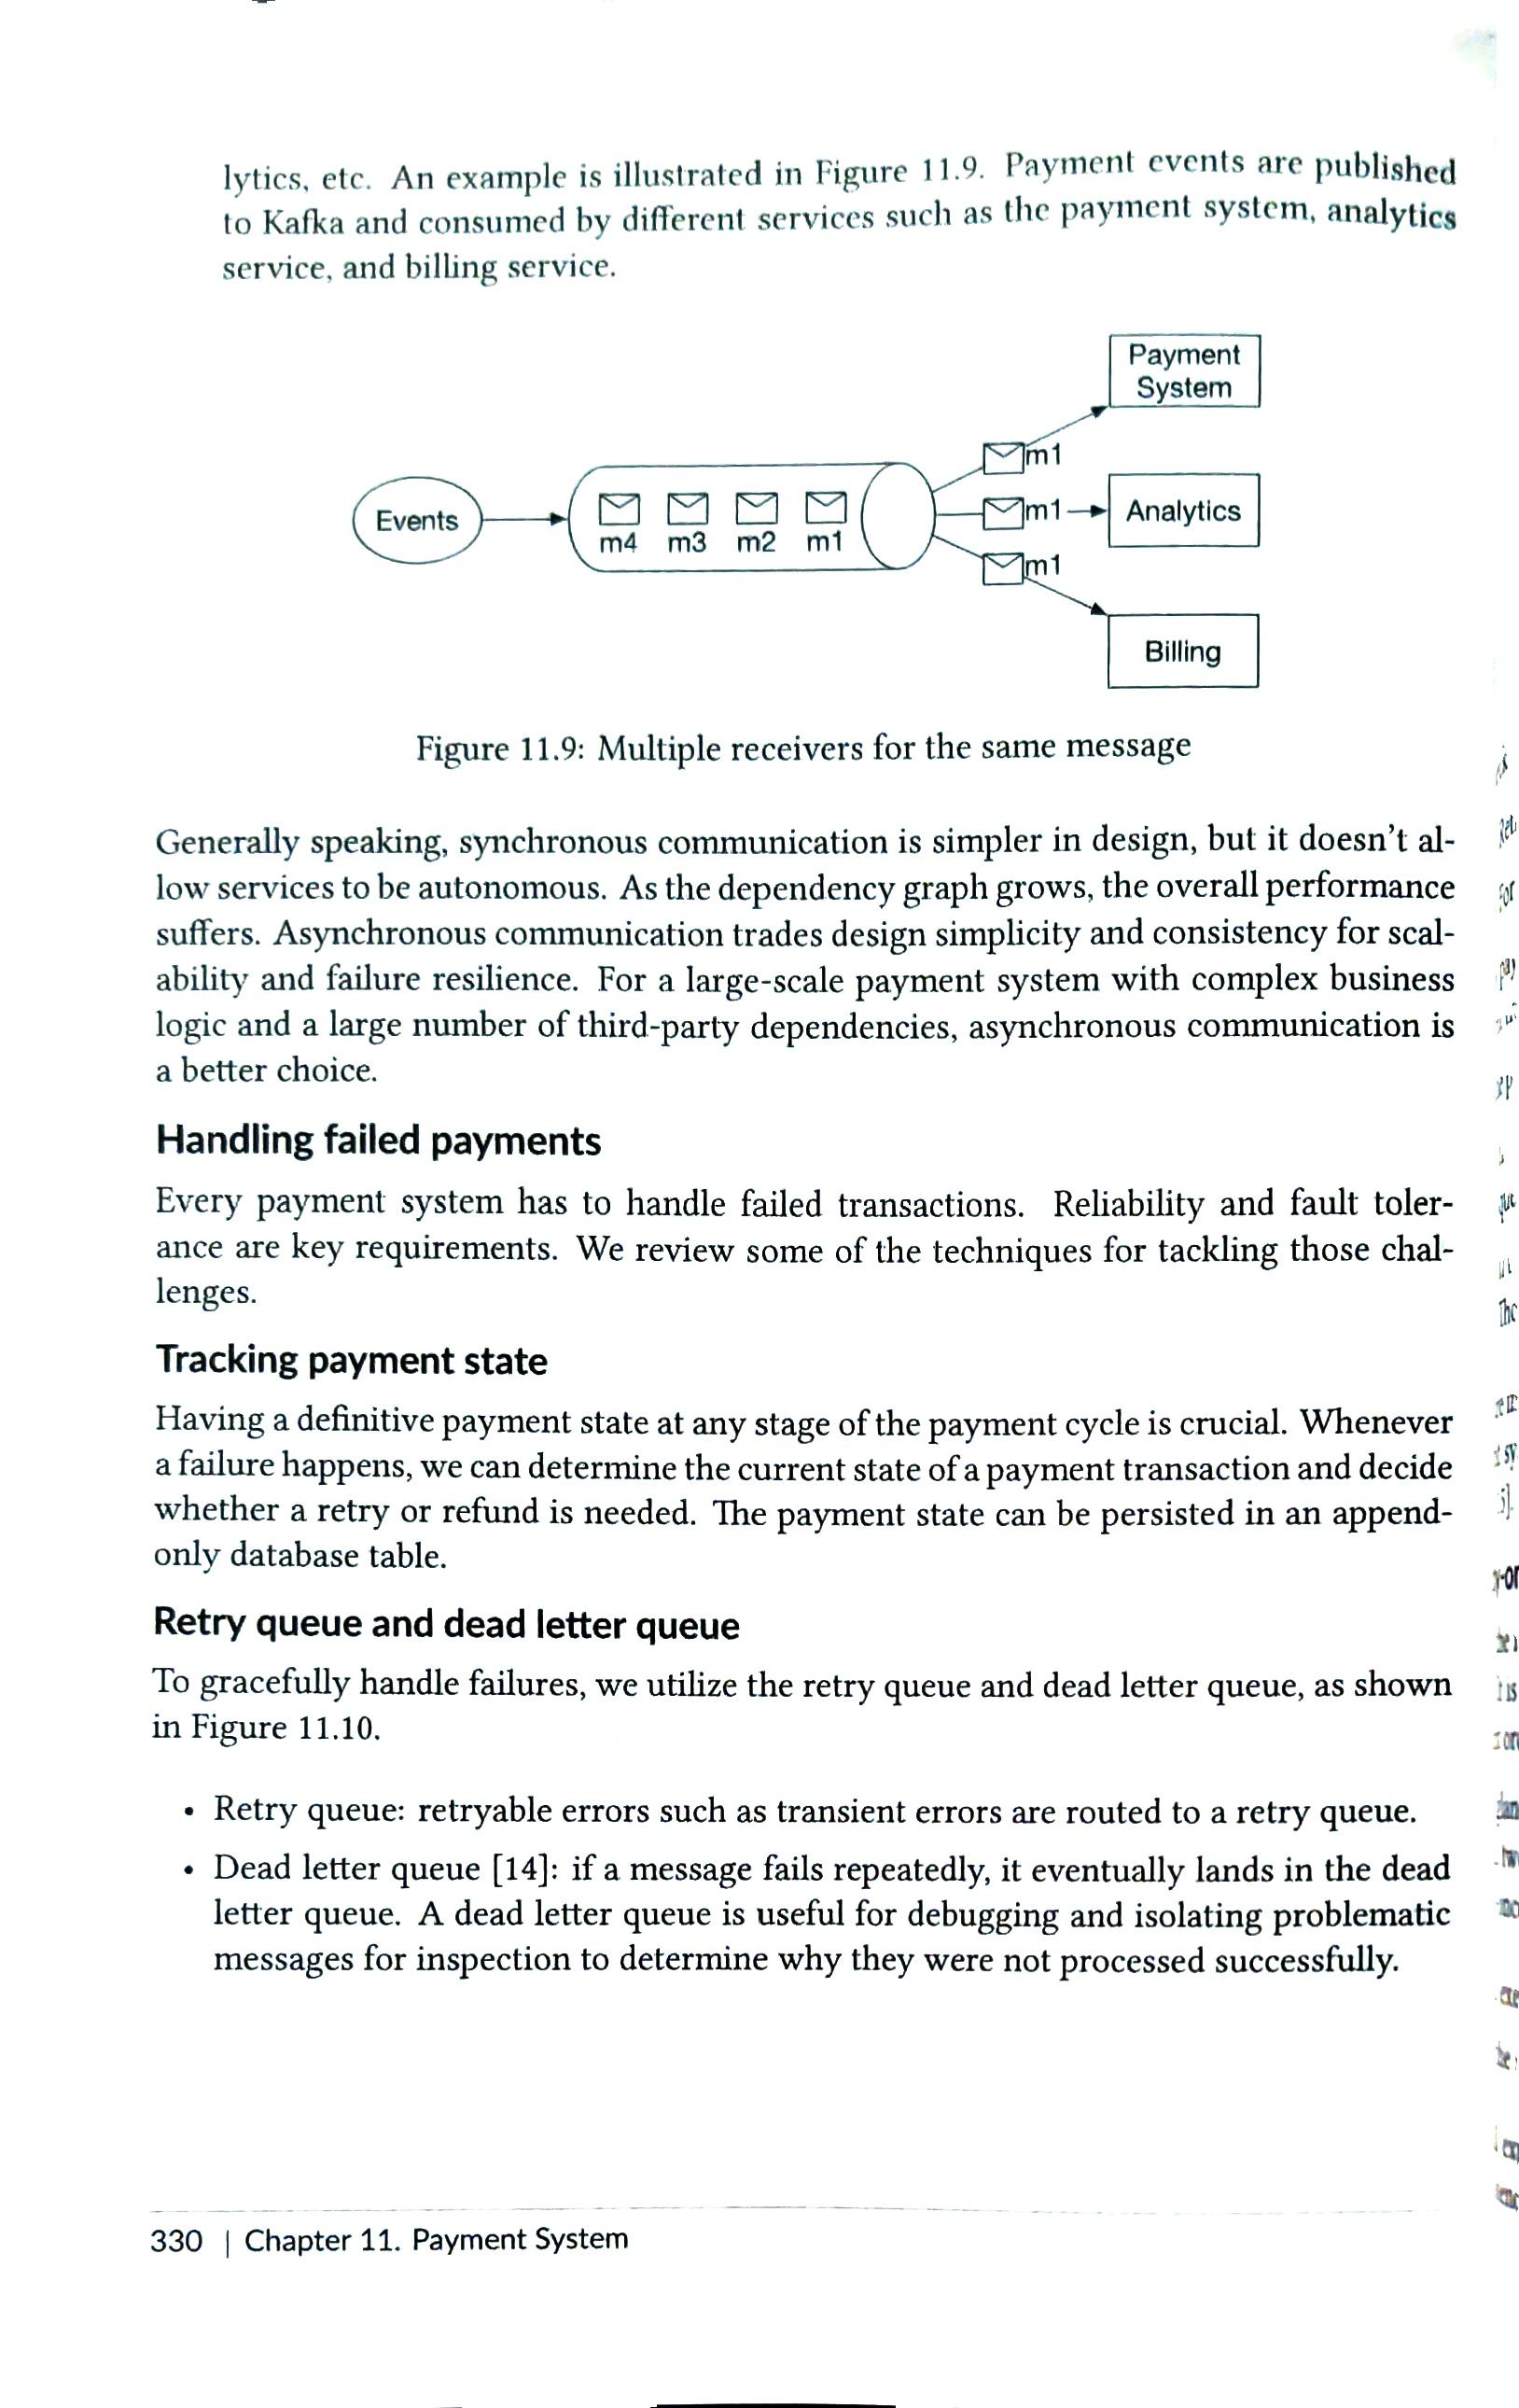 lytics, etc. An example is illustrated in Figure 11.9. Payment events are published
to Kafka and consumed by different services such as the payment system, analytics
service, and billing service.
Payment
System
m1
Events
m4 m3 m2 m1
m1
Analytics
m1
Billing
Figure 11.9: Multiple receivers for the same message
Generally speaking, synchronous communication is simpler in design, but it doesn't al-
low services to be autonomous. As the dependency graph grows, the overall performance
suffers. Asynchronous communication trades design simplicity and consistency for scal-
ability and failure resilience. For a large-scale payment system with complex business
logic and a large number of third-party dependencies, asynchronous communication is
a better choice.
Handling failed payments
Every payment system has to handle failed transactions. Reliability and fault toler-
ance are key requirements. We review some of the techniques for tackling those chal-
lenges.
Tracking payment state
Having a definitive payment state at any stage of the payment cycle is crucial. Whenever
a failure happens, we can determine the current state of a payment transaction and decide
whether a retry or refund is needed. The payment state can be persisted in an append-
only database table.
Retry queue and dead letter queue
To gracefully handle failures, we utilize the retry queue and dead letter queue, as shown
in Figure 11.10.
• Retry queue: retryable errors such as transient errors are routed to a retry queue.
• Dead letter queue [14]: if a message fails repeatedly, it eventually lands in the dead
letter queue. A dead letter queue is useful for debugging and isolating problematic
messages for inspection to determine why they were not processed successfully.
330 | Chapter 11. Payment System